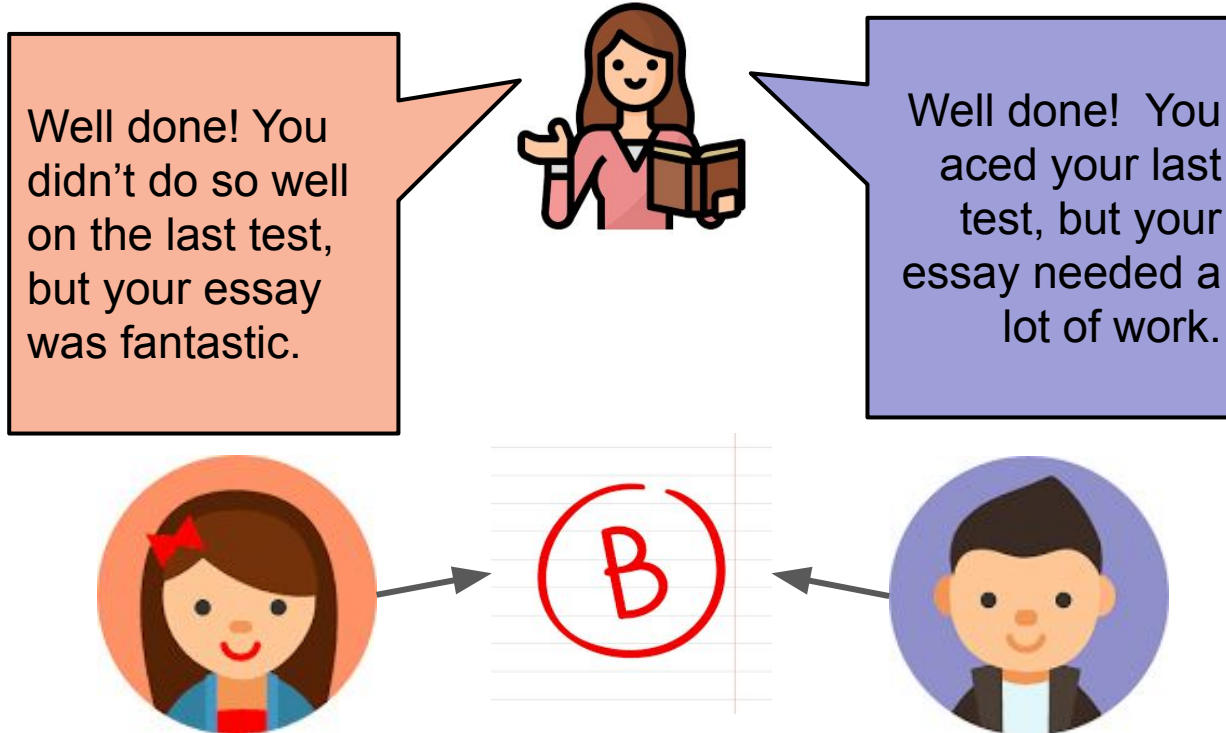 Well done! You
didn’t do so well
on the last test,
but your essay
was fantastic.
Well done!  You
aced your last
test, but your
essay needed a
lot of work.
B